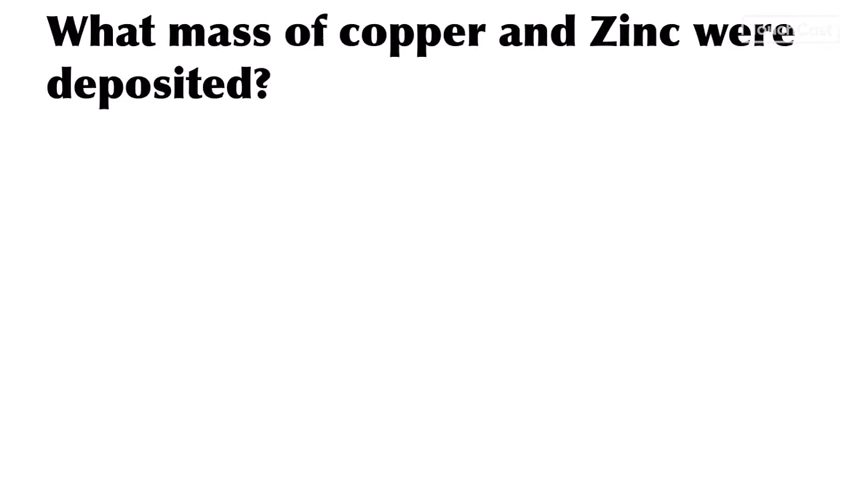 What mass of copper and Zinc were
deposited?